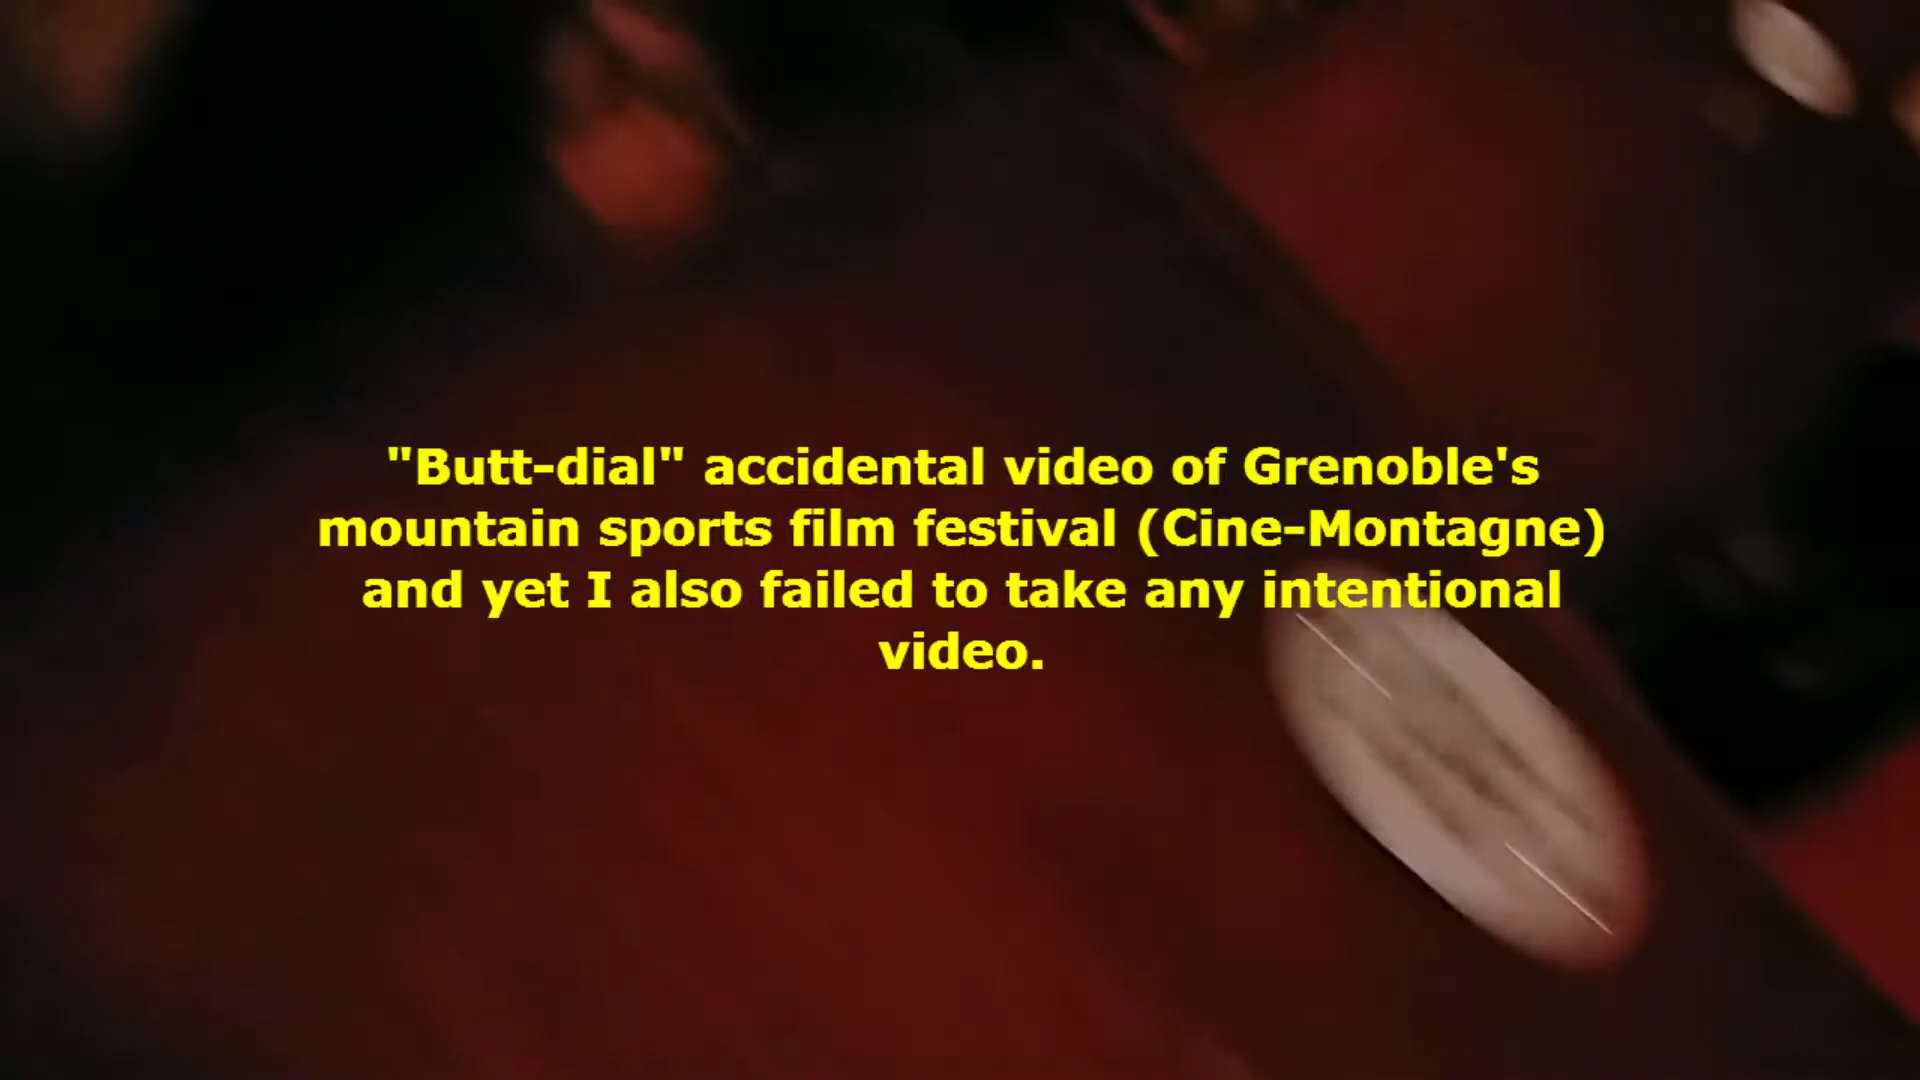 "Butt-dial" accidental video of Grenoble's
mountain sports film festival (Cine-Montagne)
and yet I also failed to take any intentional
video.